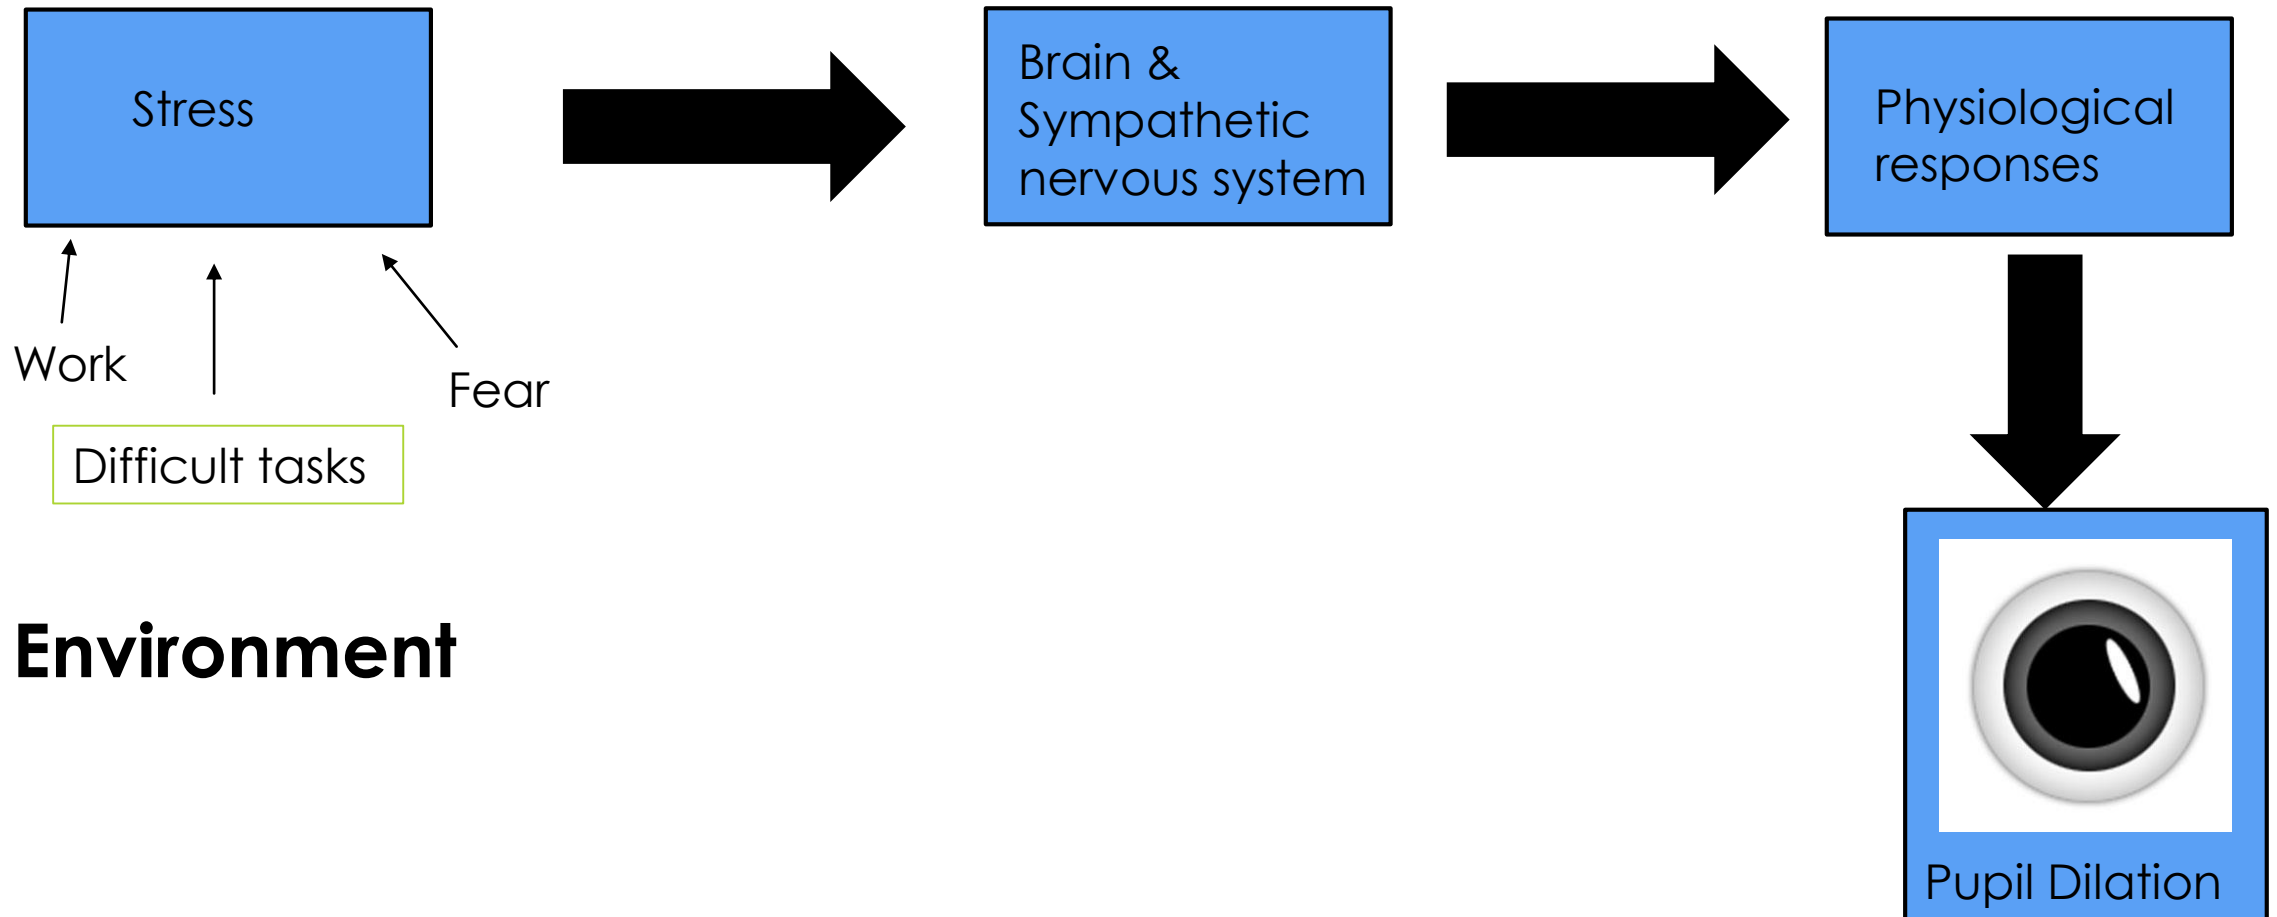 Stress
Brain &
Sympathetic
nervous system
Physiological
responses
Work
Fear
Difficult tasks
Environment
Pupil Dilation